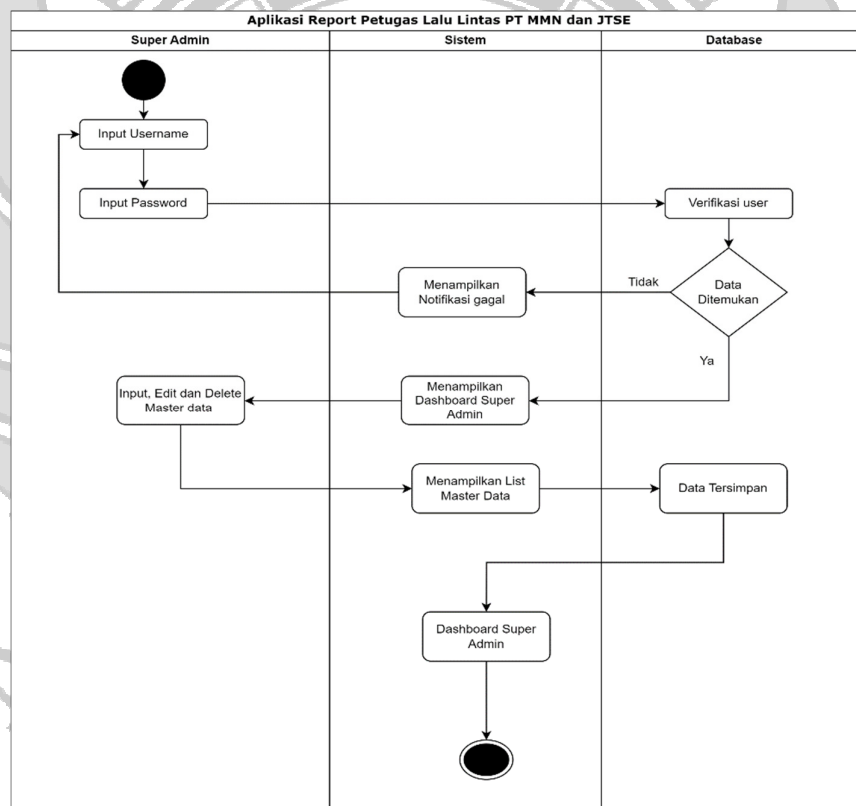 Aplikasi Report Petugas Lalu Lintas PT MMN dan JTSE
Super Admin
Sistem
Database
Input Username
Input Password
Verifikasi user
Menampilkan
Notifikasi gagal
Tidak
Data
Ditemukan
Ya
Input, Edit dan Delete
Master data
Menampilkan
Dashboard Super
Admin
Menampilkan List
Master Data
Data Tersimpan
Dashboard Super
Admin